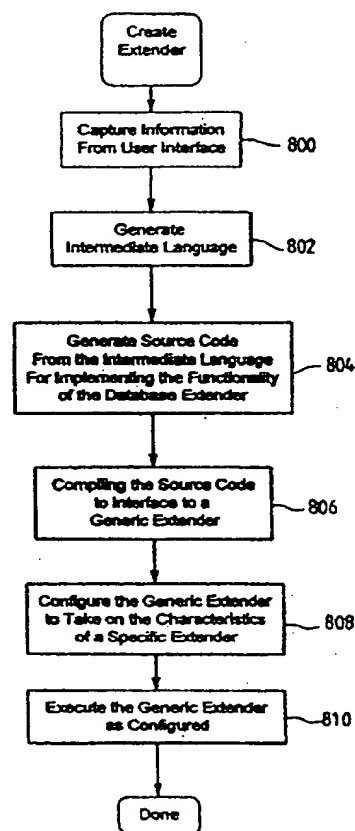 Create
Extender
Capture Information
From User Interface
800
Generate
Intermediate Language
802
Generate Source Code
From the Intermediate Language
For Implementing the Functionality
of the Database Extender
804
Compiling the Source Code
to Interface to a
Generic Extender
806
Configure the Generic Extender
to Take on the Characteristics
of a Specific Extender
808
Execute the Generic Extender
as Configured
810
Done